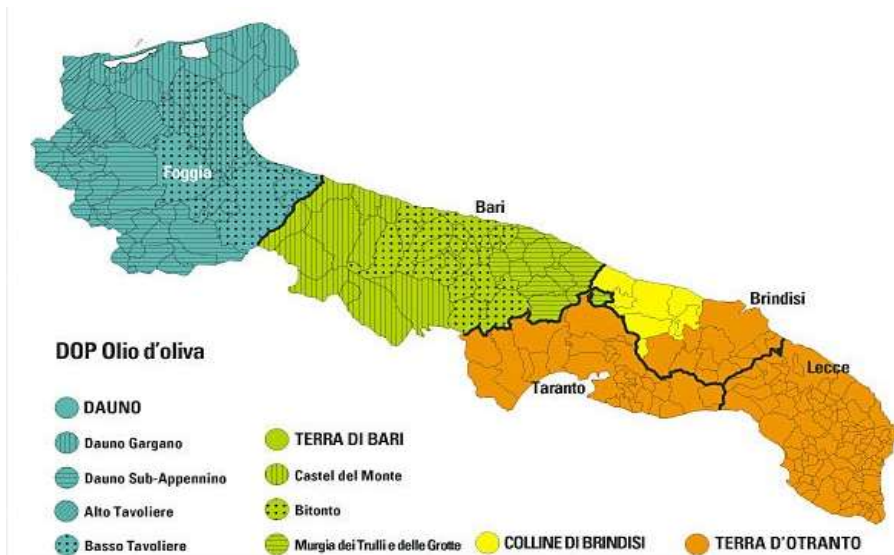 Foggia
Bari
Brindisi
Lecce
Taranto
DOP Olio d'oliva
DAUNO
Dauno Gargano
Dauno Sub-Appennino
Alto Tavoliere
Basso Tavoliere
TERRA DI BARI
Castel del Monte
Bitonto
Murgia dei Trulli e delle Grotte
COLLINE DI BRINDISI
TERRA D'OTRANTO